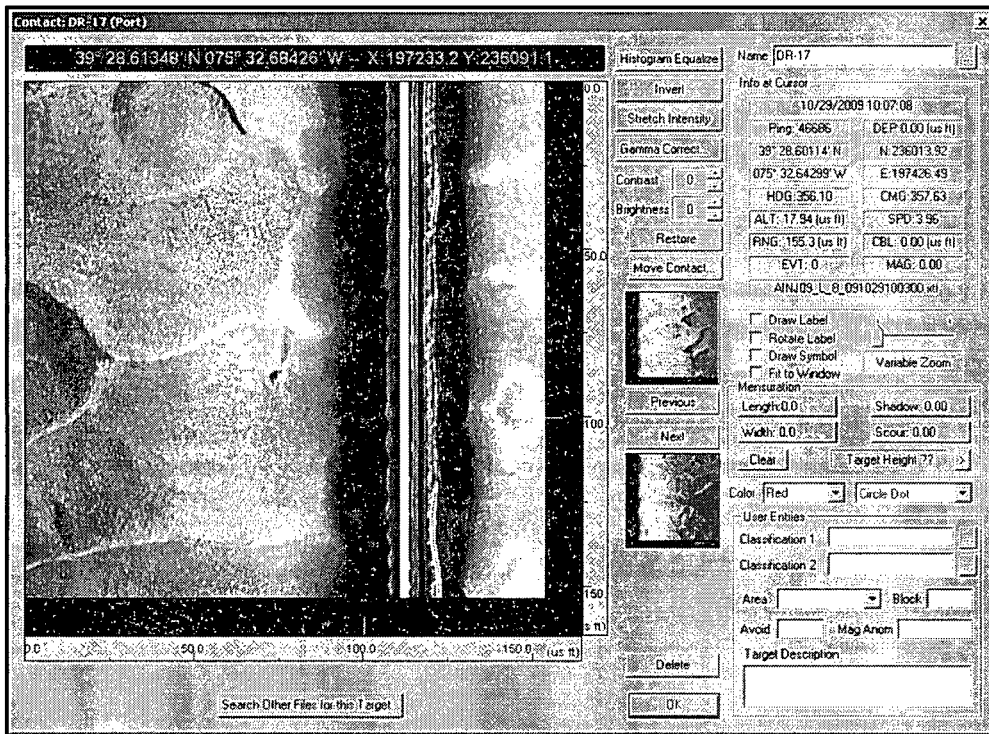 Contact: DR-17 (Port)
39° 28.61348' N 075° 32.68426' W -- X:197233.2 Y:236091.1
Histogram Equalize
Invert
Stretch Intensity
Gamma Correct...
Contrast 0
Brightness 0
Restore
Move Contact...
Previous
Next
Delete
OK
0.0
50.0
100.0
150.0
(us ft)
0.0 50.0 100.0 150.0 (us ft)
Search Other Files for this Target
Name DR-17
Info at Cursor
10/29/2009 10:07:08
Ping: 46686 DEP:0.00 (us ft)
39° 28.60114' N N:236013.92
075° 32.64299' W E:197426.49
HDG:356.10 CMG:357.63
ALT: 17.94 (us ft) SPD: 3.96
RNG: 155.3 (us ft) CBL: 0.00 (us ft)
EVT: 0 MAG: 0.00
AINJ09_L_8_091029100300.xtf
Draw Label
Rotate Label
Draw Symbol
Fit to Window
Variable Zoom
Mensuration
Length:0.0 Shadow: 0.00
Width: 0.0 Scour: 0.00
Clear Target Height ?? >
Color Red Circle Dot
User Entries
Classification 1
Classification 2
Area Block
Avoid Mag Anom
Target Description